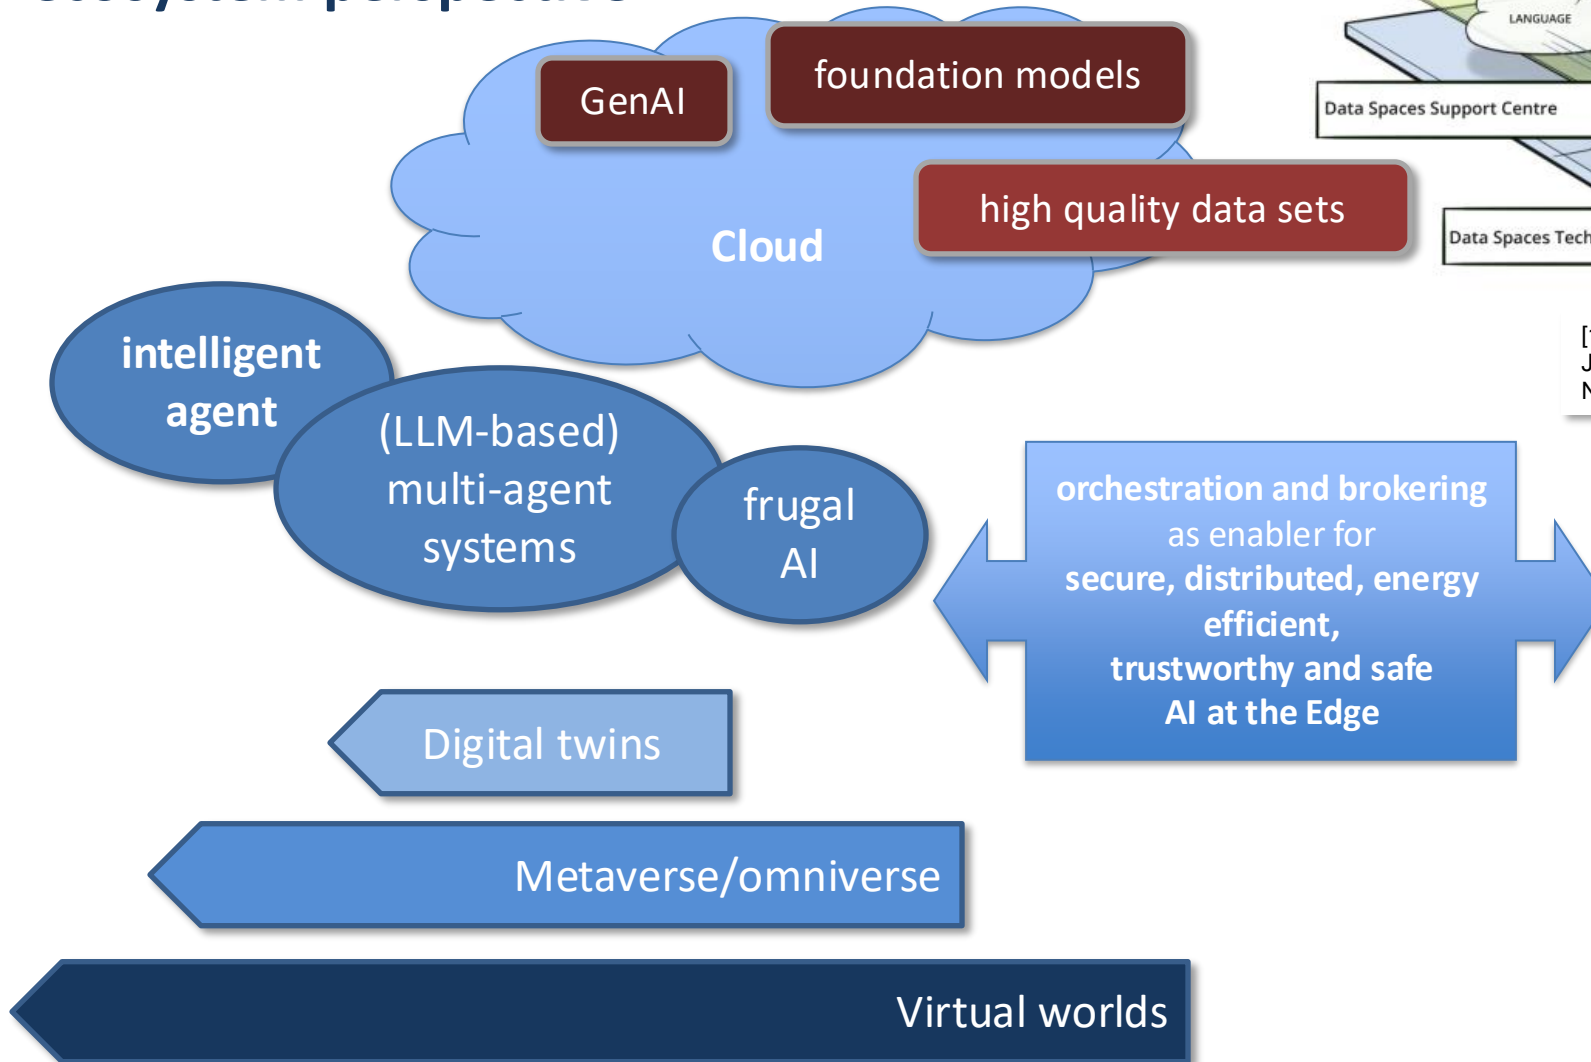 ecosystem perspective
LANGUAGE
GenAI
foundation models
Data Spaces Support Centre
high quality data sets
Cloud
Data Spaces Tech
intelligent
agent
(LLM-based)
multi-agent
systems
frugal
AI
orchestration and brokering
as enabler for
secure, distributed, energy
efficient,
trustworthy and safe
AI at the Edge
Digital twins
Metaverse/omniverse
Virtual worlds